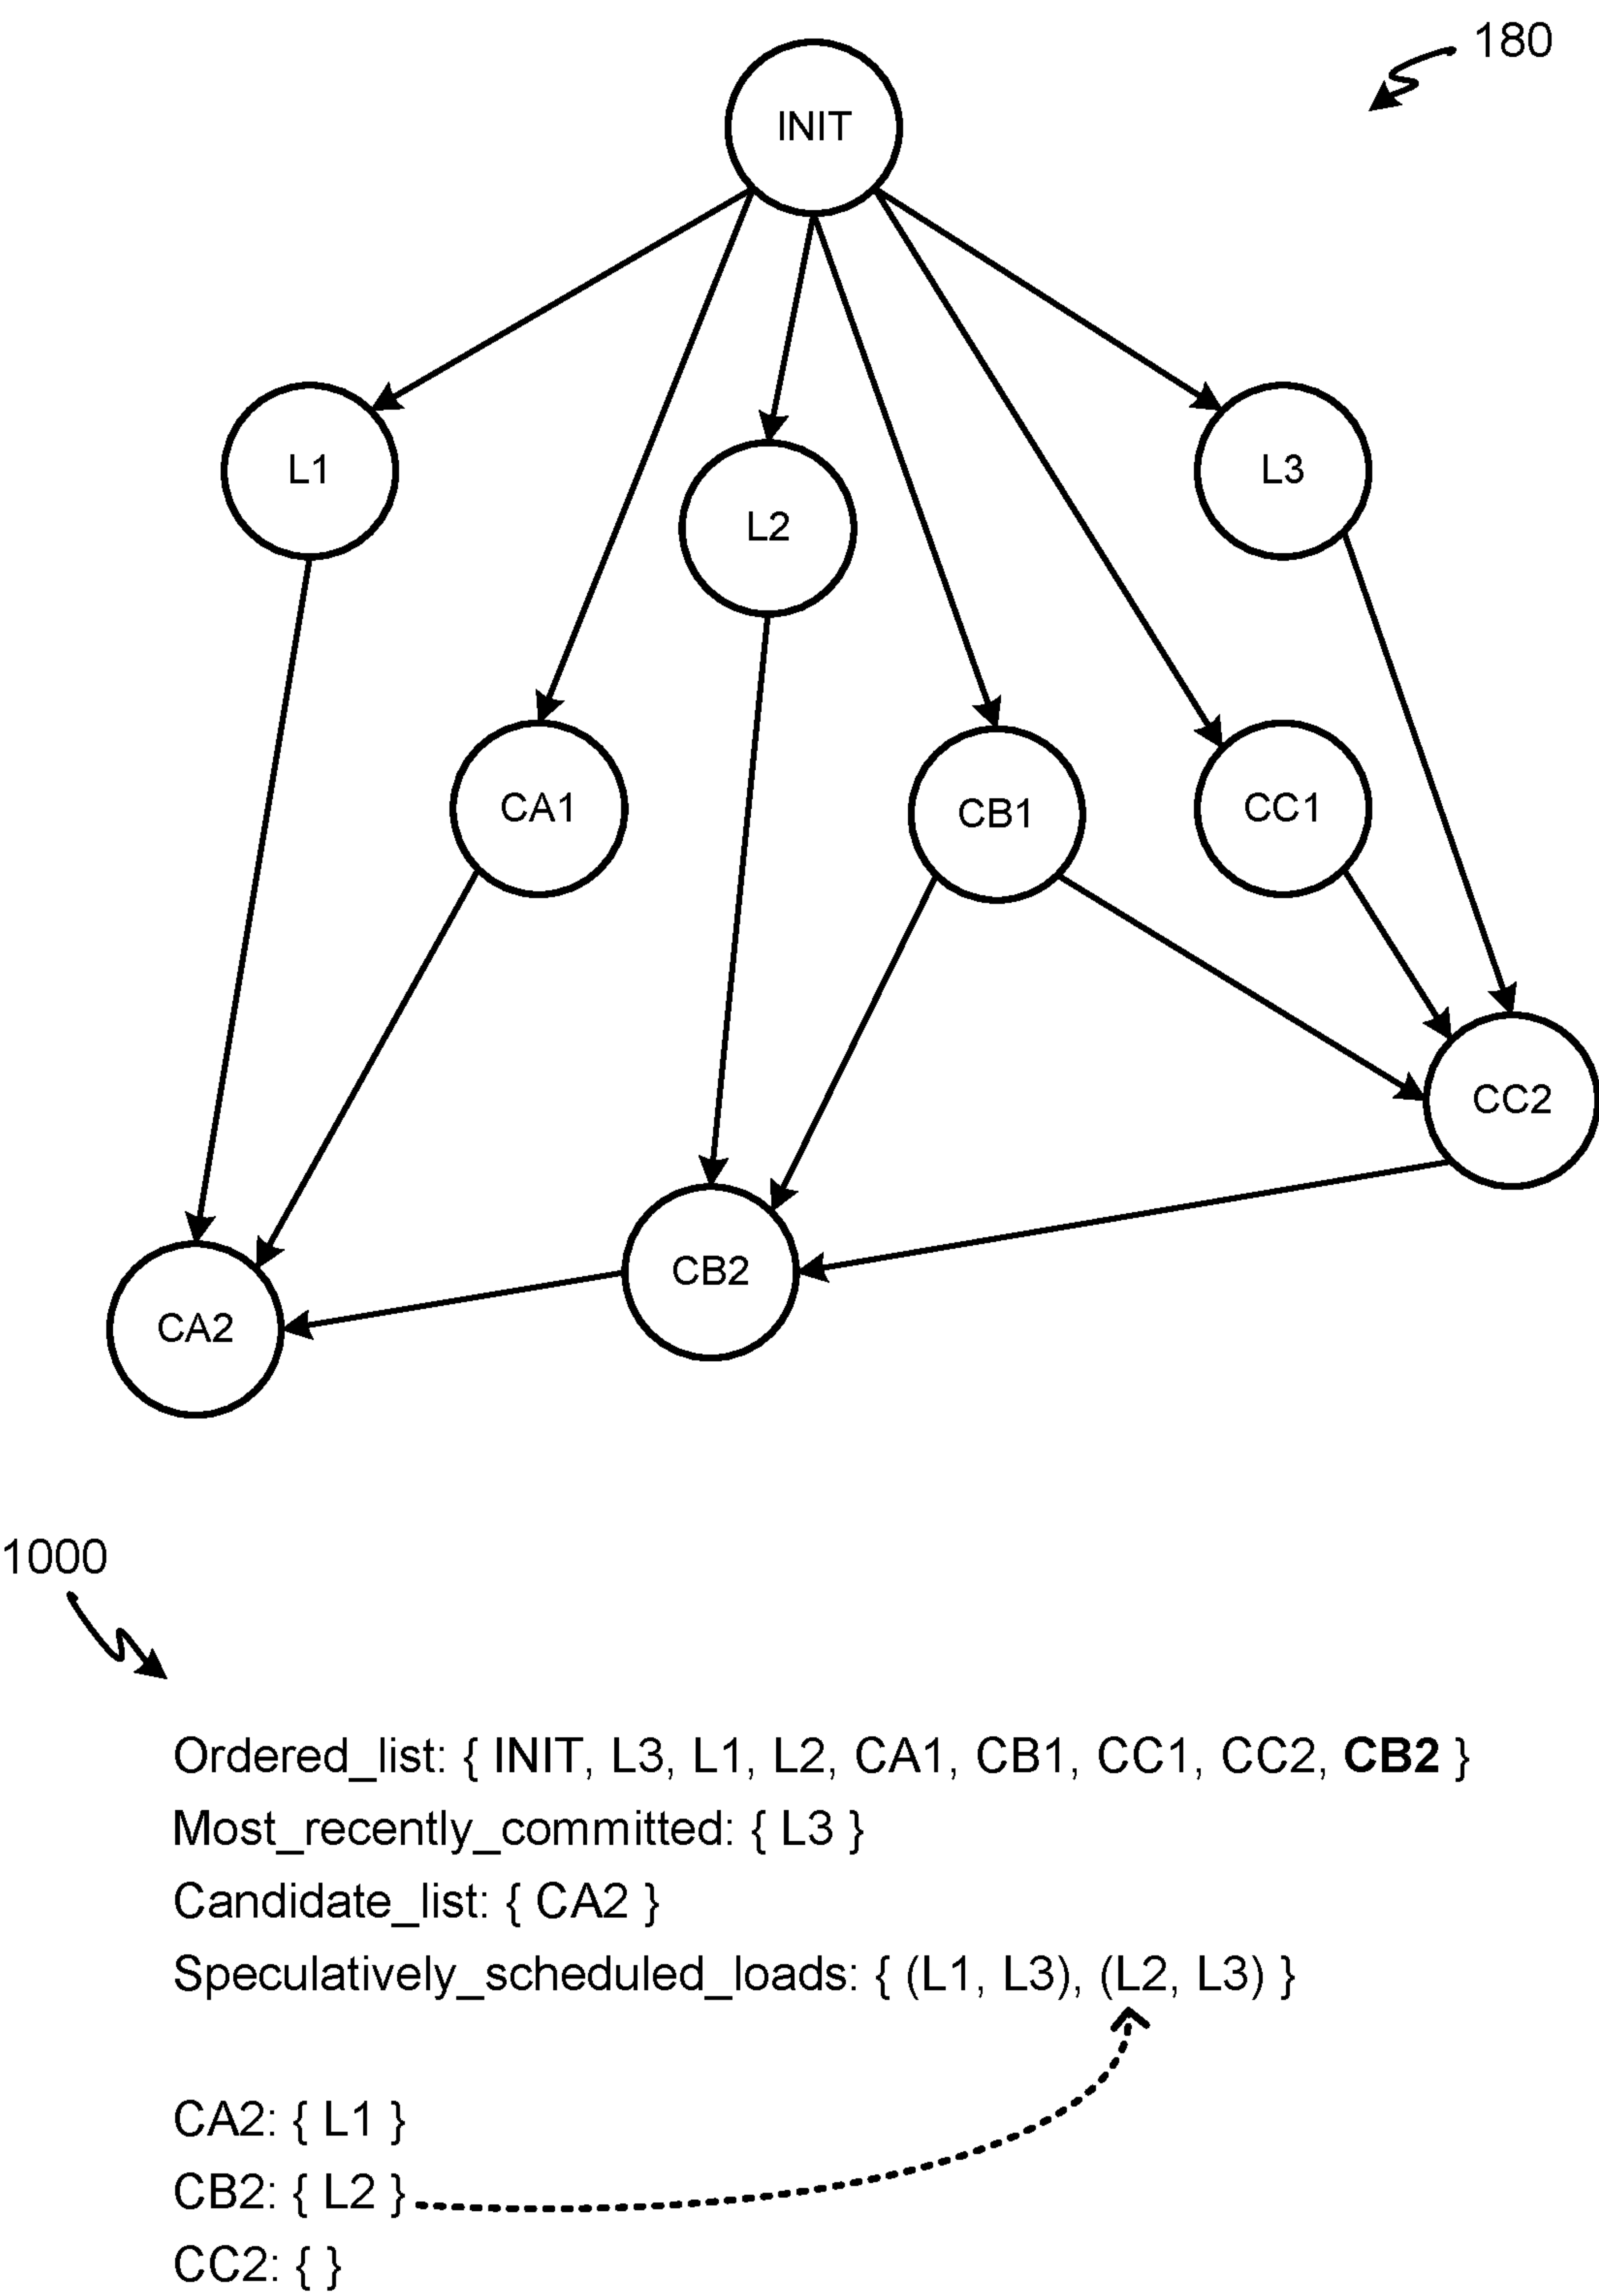 180
INIT
L1
L2
L3
CA1
CB1
CC1
CC2
CB2
CA2
1000
Ordered_list: { INIT, L3, L1, L2, CA1, CB1, CC1, CC2, CB2 }
Most_recently_committed: { L3 }
Candidate_list: { CA2 }
Speculatively_scheduled_loads: { (L1, L3), (L2, L3) }
CA2: { L1 }
CB2: { L2 }
CC2: { }